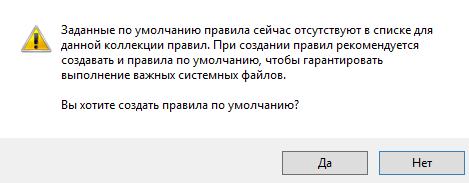 Заданные по умолчанию правила сейчас отсутствуют в списке для
данной коллекции правил. При создании правил рекомендуется
создавать и правила по умолчанию, чтобы гарантировать
выполнение важных системных файлов.
Вы хотите создать правила по умолчанию?
Да Нет